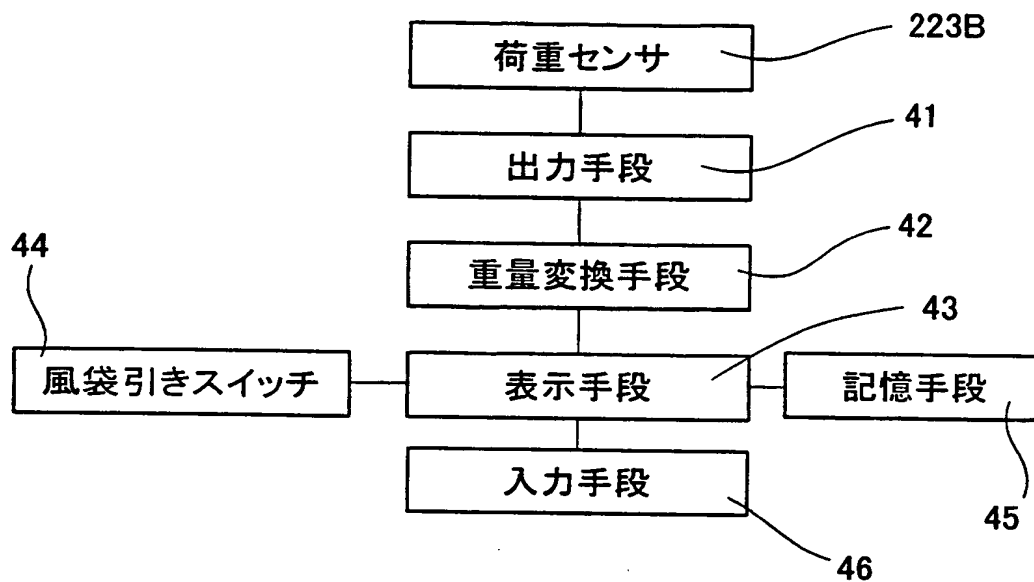 荷重センサ
223B
出力手段
41
重量変換手段
42
44
風袋引きスイッチ
表示手段
43
記憶手段
45
入力手段
46